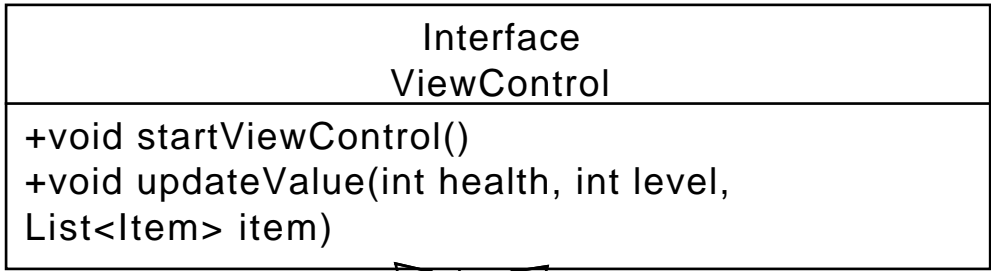 Interface
ViewControl
+void startViewControl()
+void updateValue(int health, int level,
List<Item> item)